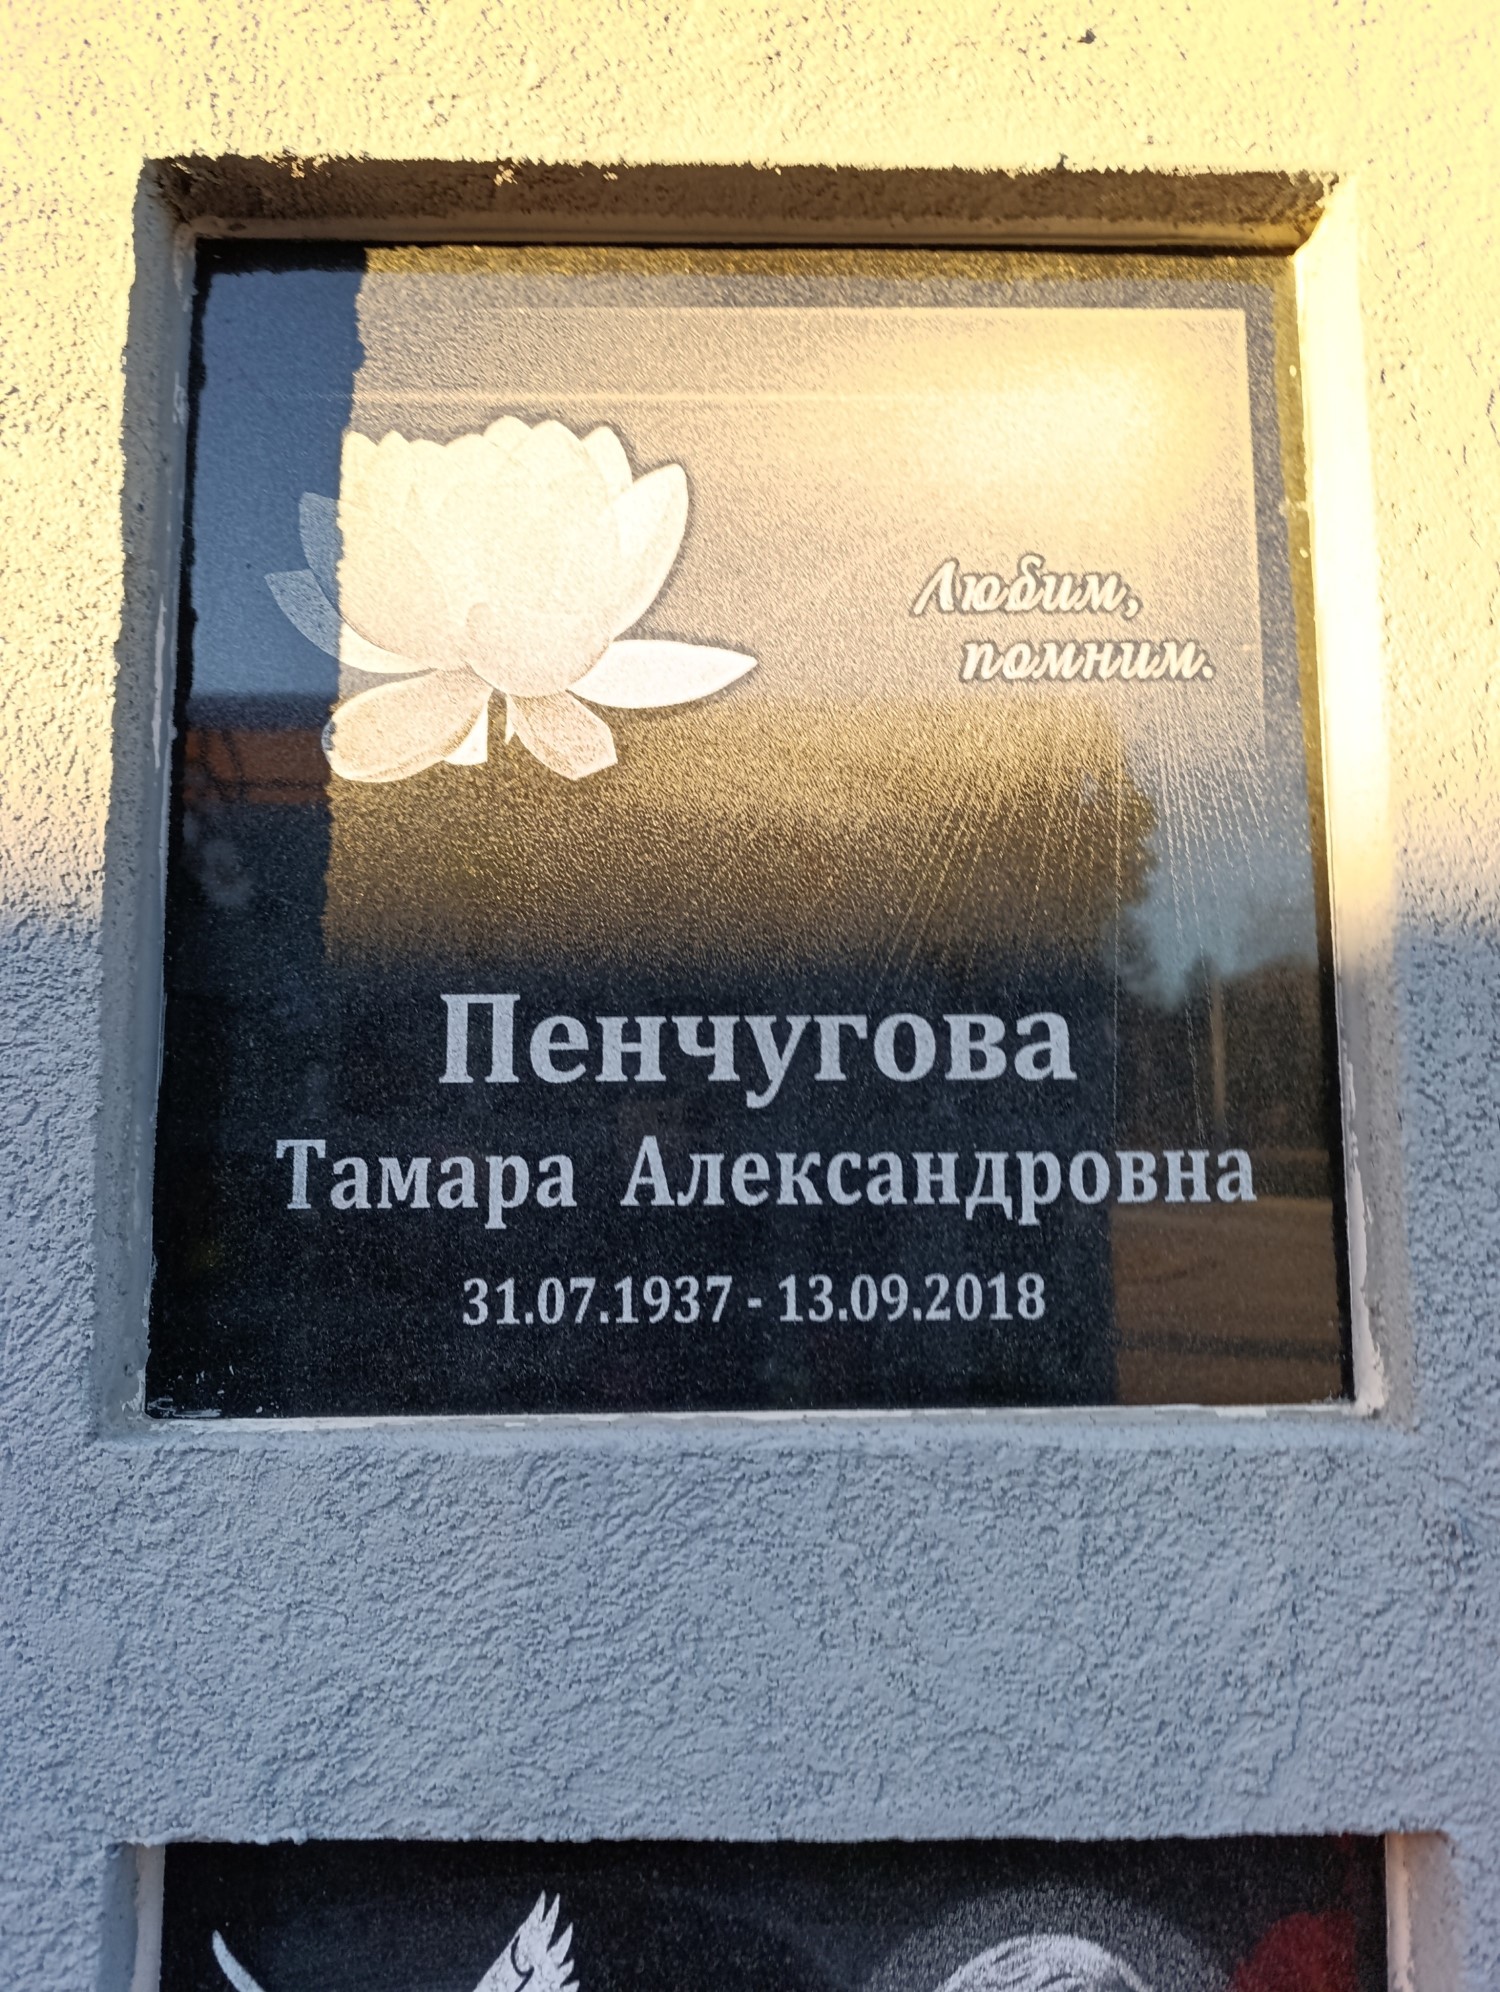 Любим,
помним.
Пенчугова
Тамара Александровна
31.07.1937 - 13.09.2018